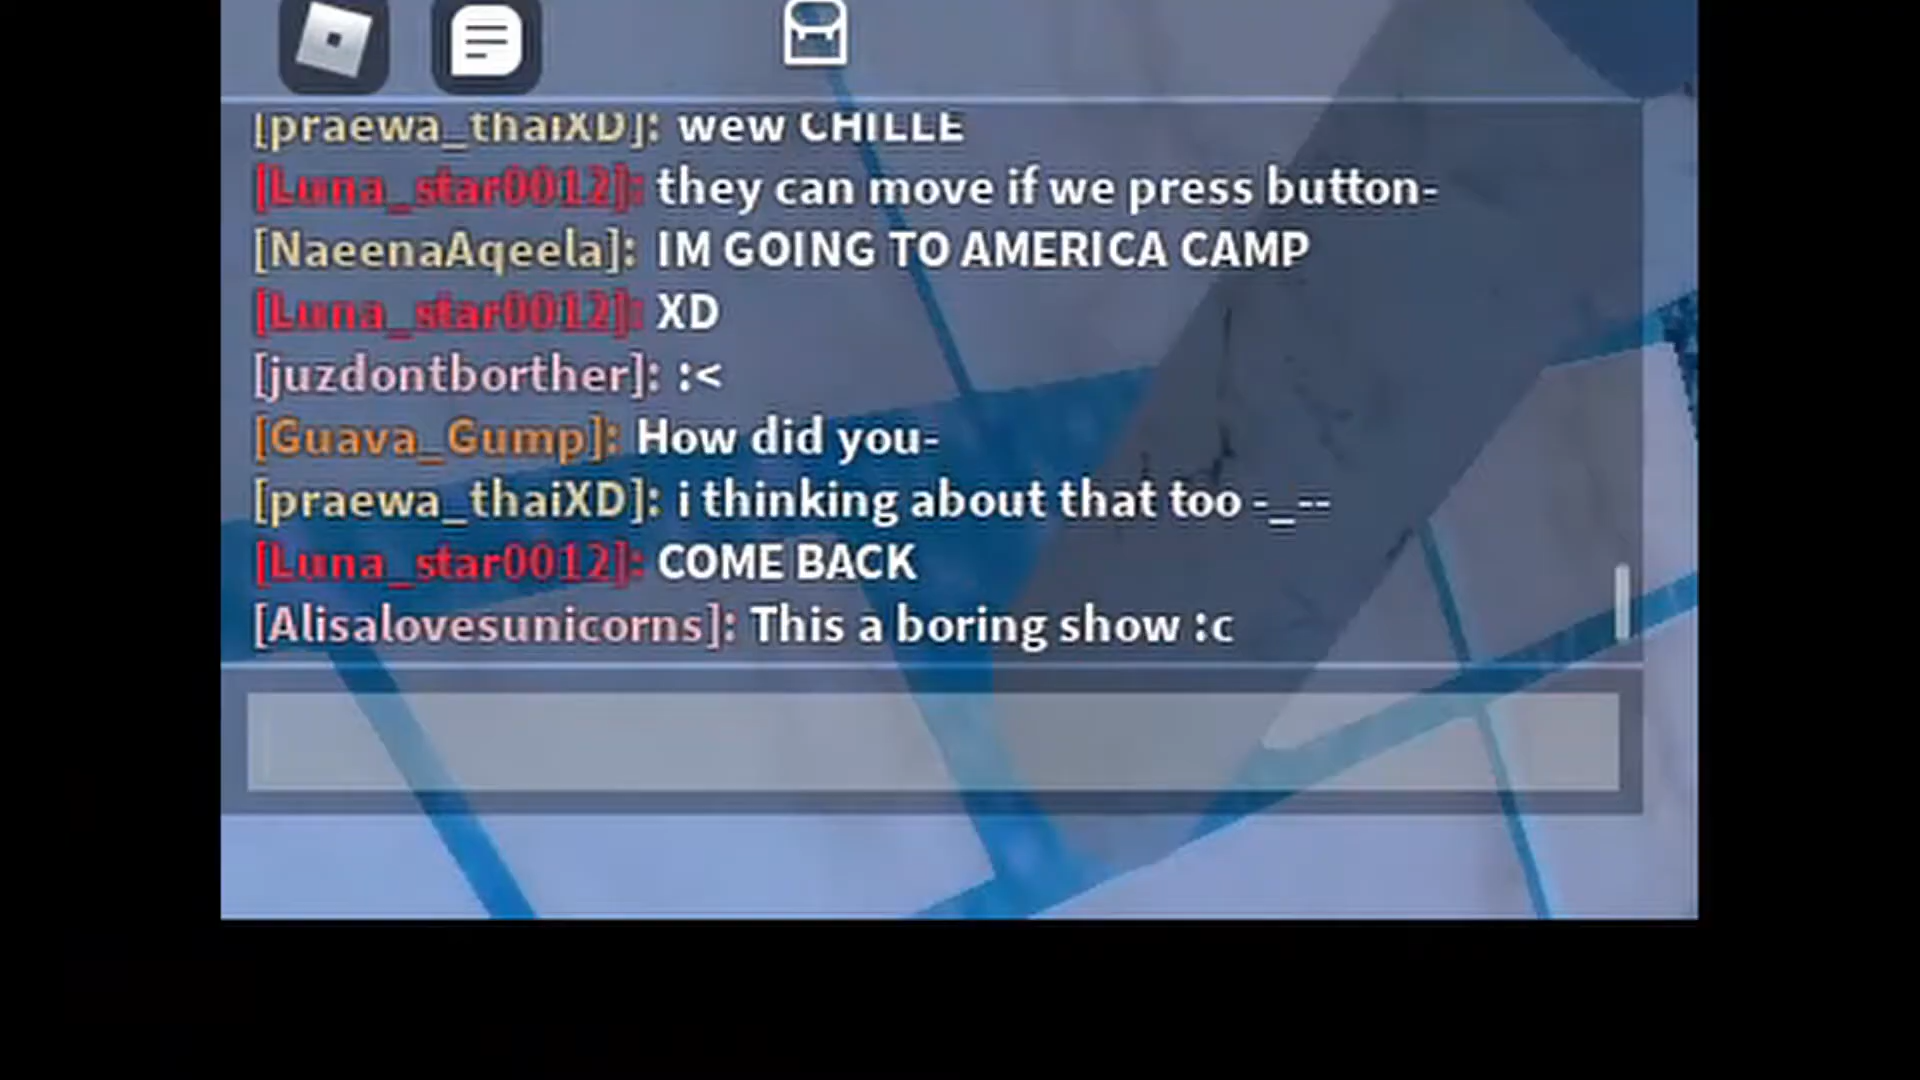 [praewa_thaiXD]: wew CHILLE
[Luna_star0012]: they can move if we press button-
[NaeenaAqeela]: IM GOING TO AMERICA CAMP
[Luna_star0012]: XD
[juzdontborther]: :<
[Guava_Gump]: How did you-
[praewa_thaiXD]: i thinking about that too -_--
[Luna_star0012]: COME BACK
[Alisalovesunicorns]: This a boring show :c